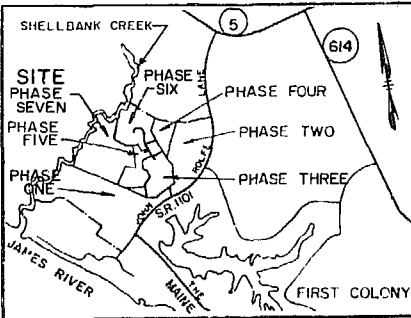 SHELLBANK CREEK
5
614
SITE
PHASE SEVEN
PHASE SIX
PHASE FOUR
PHASE FIVE
PHASE TWO
PHASE ONE
PHASE THREE
JOHN ROLFE LANE
S.R. 1101
JAMES RIVER
THE MAINE
FIRST COLONY